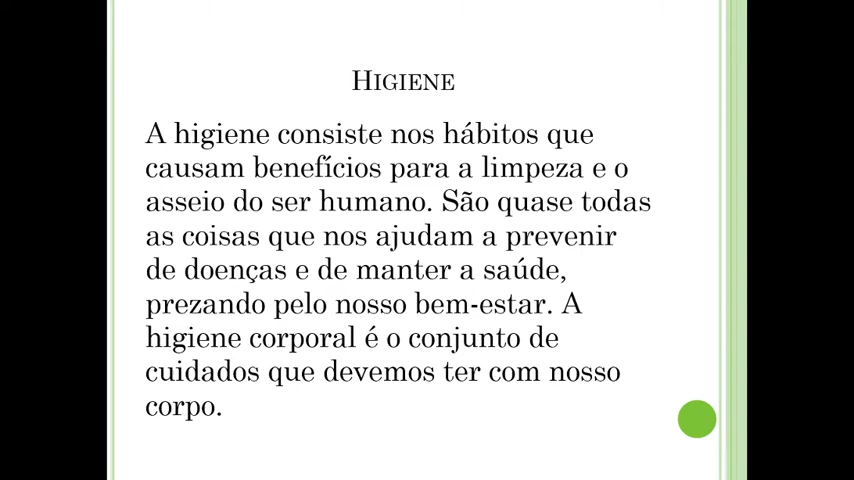 Higiene
A higiene consiste nos hábitos que
causam benefícios para a limpeza e o
asseio do ser humano. São quase todas
as coisas que nos ajudam a prevenir
de doenças e de manter a saúde,
prezando pelo nosso bem-estar. A
higiene corporal é o conjunto de
cuidados que devemos ter com nosso
corpo.